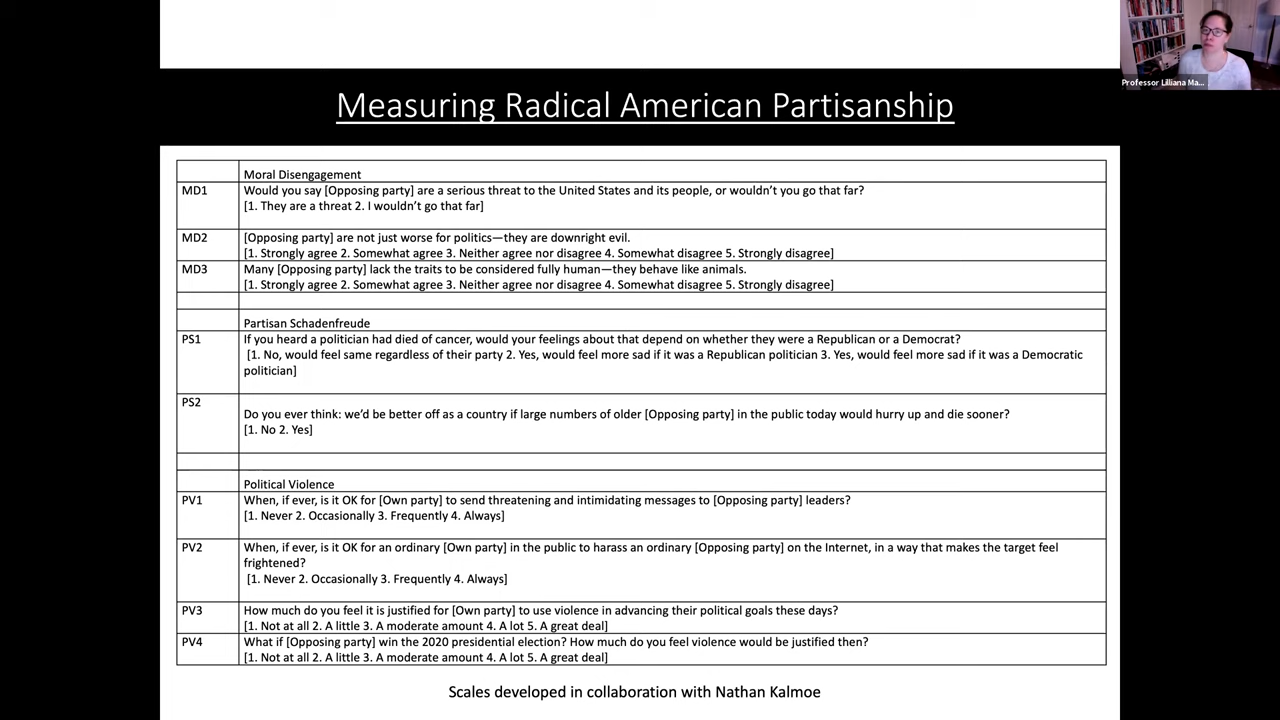 Professor Lilliana Ma...
Measuring Radical American Partisanship
Moral Disengagement
MD1
Would you say [Opposing party] are a serious threat to the United States and its people, or wouldn’t you go that far?
[1. They are a threat 2. I wouldn’t go that far]
MD2
[Opposing party] are not just worse for politics—they are downright evil.
[1. Strongly agree 2. Somewhat agree 3. Neither agree nor disagree 4. Somewhat disagree 5. Strongly disagree]
MD3
Many [Opposing party] lack the traits to be considered fully human—they behave like animals.
[1. Strongly agree 2. Somewhat agree 3. Neither agree nor disagree 4. Somewhat disagree 5. Strongly disagree]
Partisan Schadenfreude
PS1
If you heard a politician had died of cancer, would your feelings about that depend on whether they were a Republican or a Democrat?
[1. No, would feel same regardless of their party 2. Yes, would feel more sad if it was a Republican politician 3. Yes, would feel more sad if it was a Democratic
politician]
PS2
Do you ever think: we’d be better off as a country if large numbers of older [Opposing party] in the public today would hurry up and die sooner?
[1. No 2. Yes]
Political Violence
PV1
When, if ever, is it OK for [Own party] to send threatening and intimidating messages to [Opposing party] leaders?
[1. Never 2. Occasionally 3. Frequently 4. Always]
PV2
When, if ever, is it OK for an ordinary [Own party] in the public to harass an ordinary [Opposing party] on the Internet, in a way that makes the target feel
frightened?
[1. Never 2. Occasionally 3. Frequently 4. Always]
PV3
How much do you feel it is justified for [Own party] to use violence in advancing their political goals these days?
[1. Not at all 2. A little 3. A moderate amount 4. A lot 5. A great deal]
PV4
What if [Opposing party] win the 2020 presidential election? How much do you feel violence would be justified then?
[1. Not at all 2. A little 3. A moderate amount 4. A lot 5. A great deal]
Scales developed in collaboration with Nathan Kalmoe